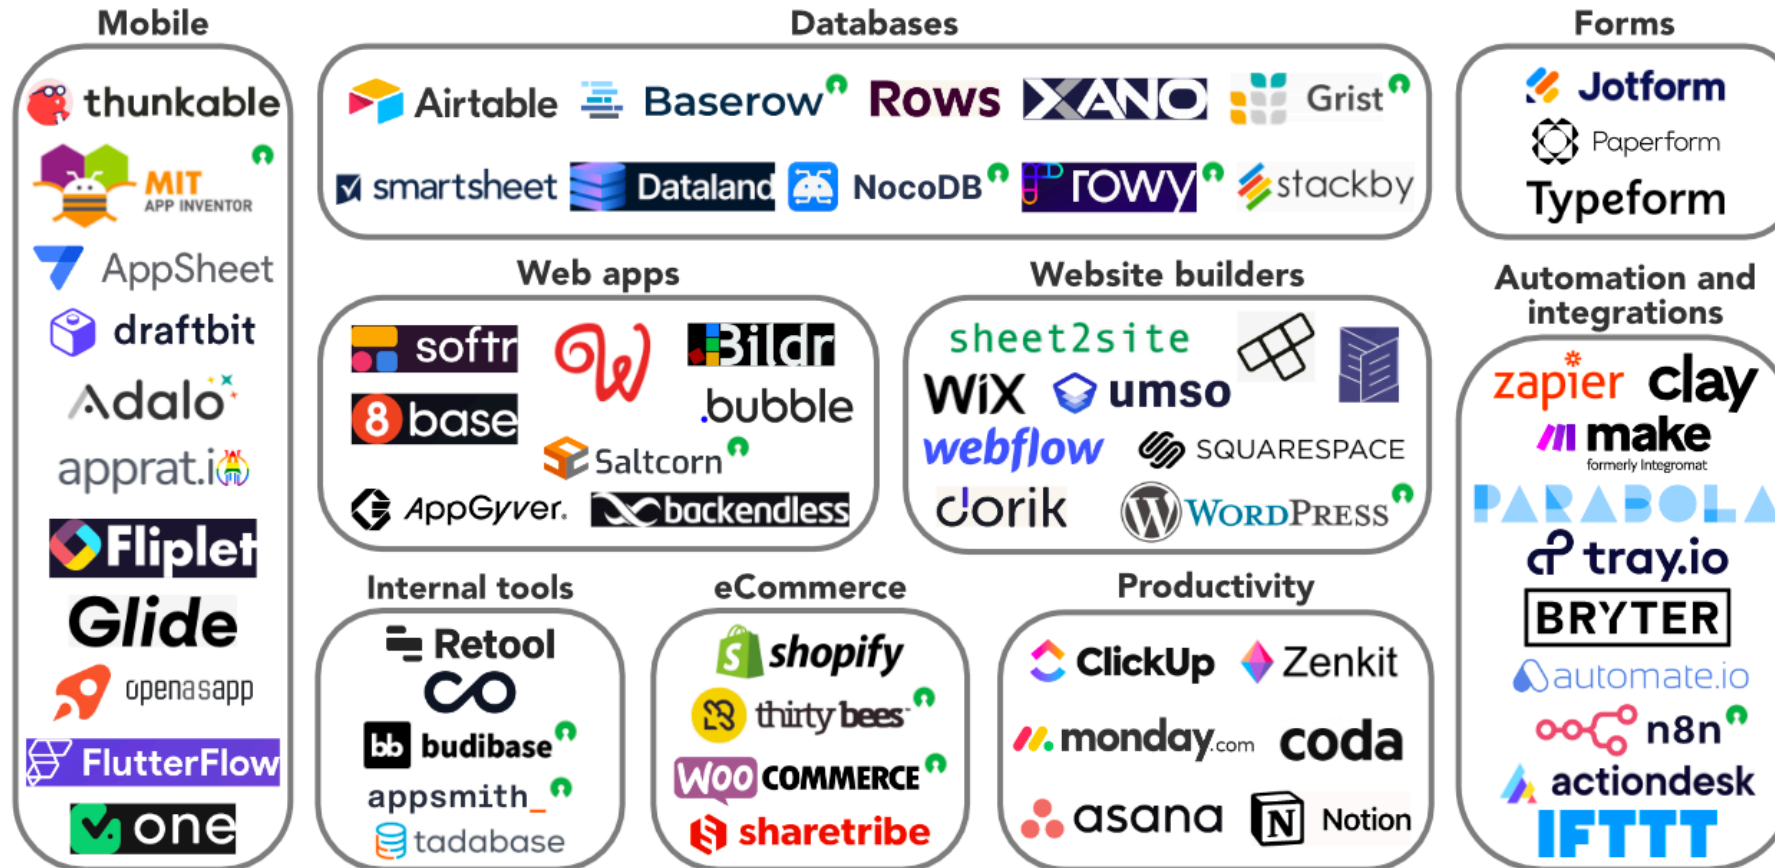 Mobile
thunkable
MIT
APP INVENTOR
AppSheet
draftbit
Adalo
apprat.io
Fliplet
Glide
openasapp
FlutterFlow
one
Databases
Airtable Baserow Rows XANO Grist
smartsheet Dataland NocoDB rowy stackby
Forms
Jotform
Paperform
Typeform
Web apps
softr W Bildr
8 base .bubble
Saltcorn
AppGyver. backendless
Website builders
sheet2site
WiX umso
webflow SQUARESPACE
dorik W WORDPRESS
Automation and
integrations
zapier clay
make
formerly Integromat
PARABOLA
tray.io
BRYTER
automate.io
n8n
actiondesk
IFTTT
Internal tools
Retool
bb budibase
appsmith_
tadabase
eCommerce
S shopify
thirty bees™
WOO COMMERCE
sharetribe
Productivity
ClickUp Zenkit
monday.com coda
asana N Notion